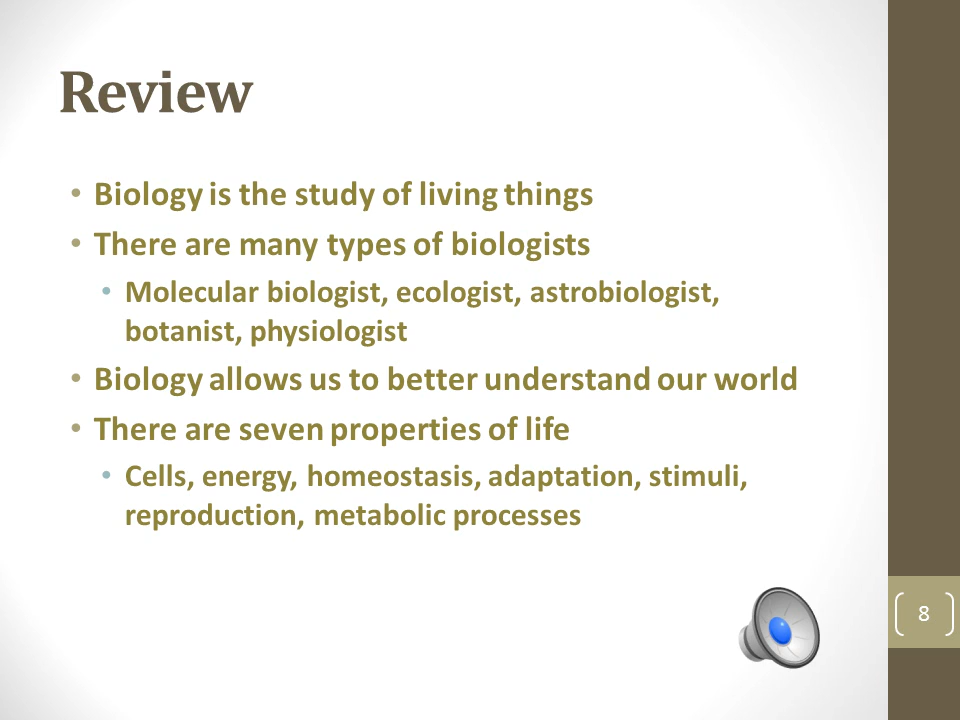 Review
• Biology is the study of living things
• There are many types of biologists
• Molecular biologist, ecologist, astrobiologist,
botanist, physiologist
• Biology allows us to better understand our world
• There are seven properties of life
• Cells, energy, homeostasis, adaptation, stimuli,
reproduction, metabolic processes
8